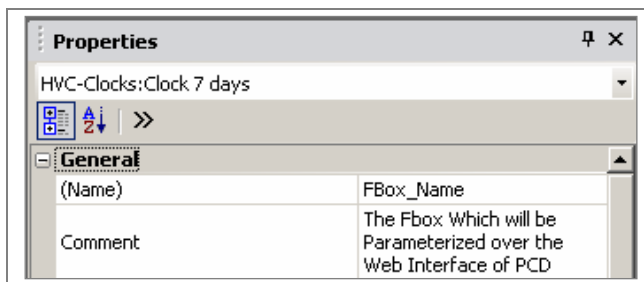 Properties
HVC-Clocks:Clock 7 days
General
(Name) FBox_Name
Comment The Fbox Which will be
Parameterized over the
Web Interface of PCD